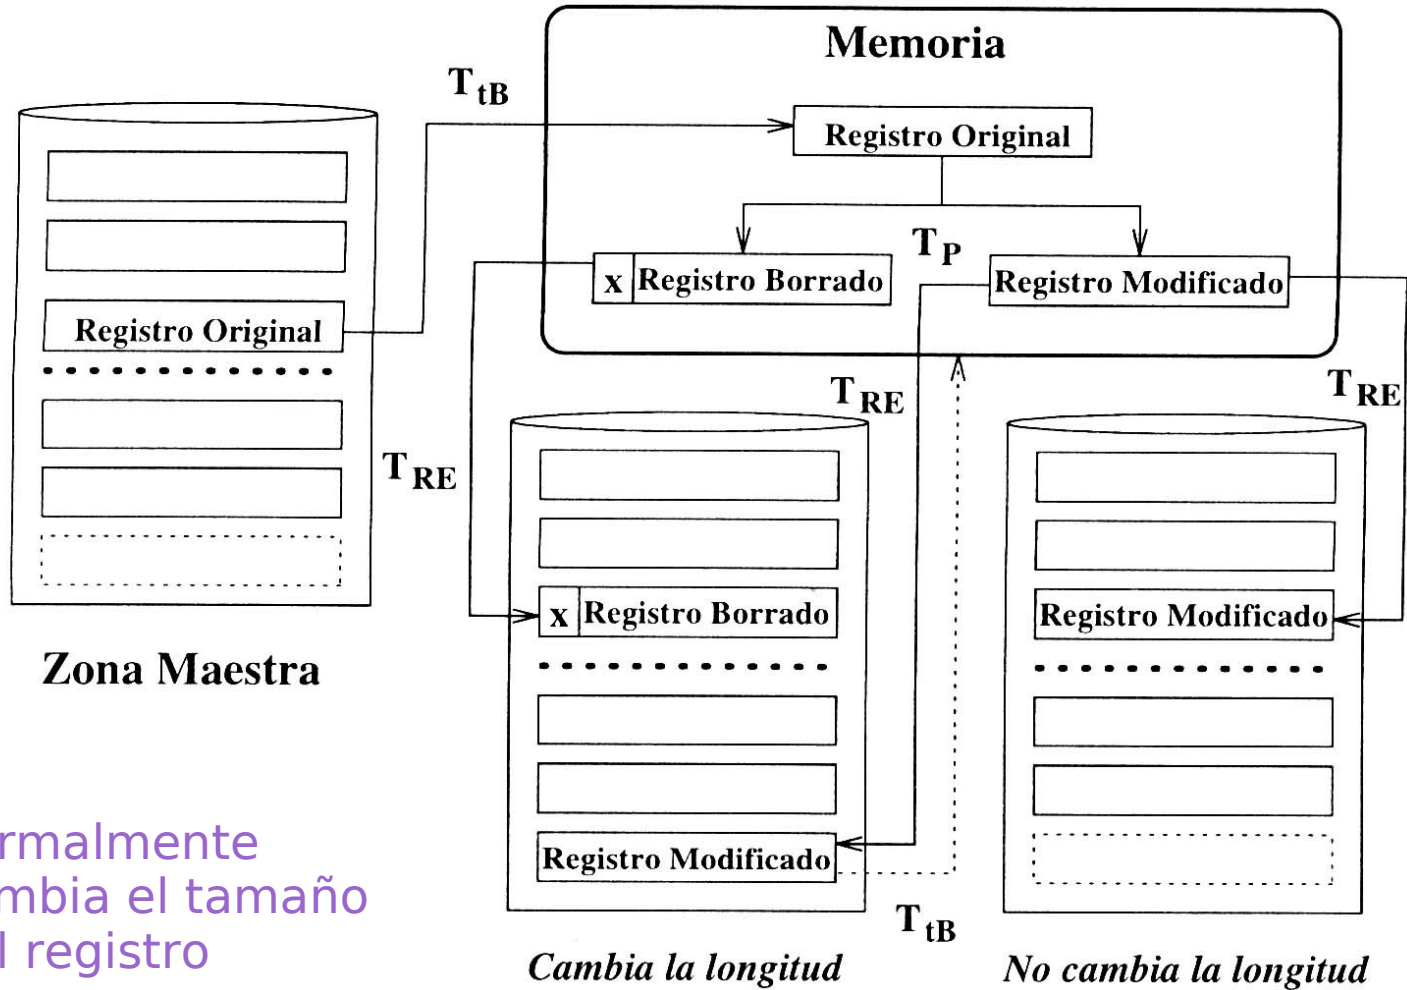 Memoria
T tB
Registro Original
T P
x Registro Borrado
Registro Modificado
Registro Original
T RE
T RE
T RE
x Registro Borrado
Registro Modificado
Zona Maestra
rmalmente
mbia el tamaño
l registro
Registro Modificado
T tB
Cambia la longitud
No cambia la longitud